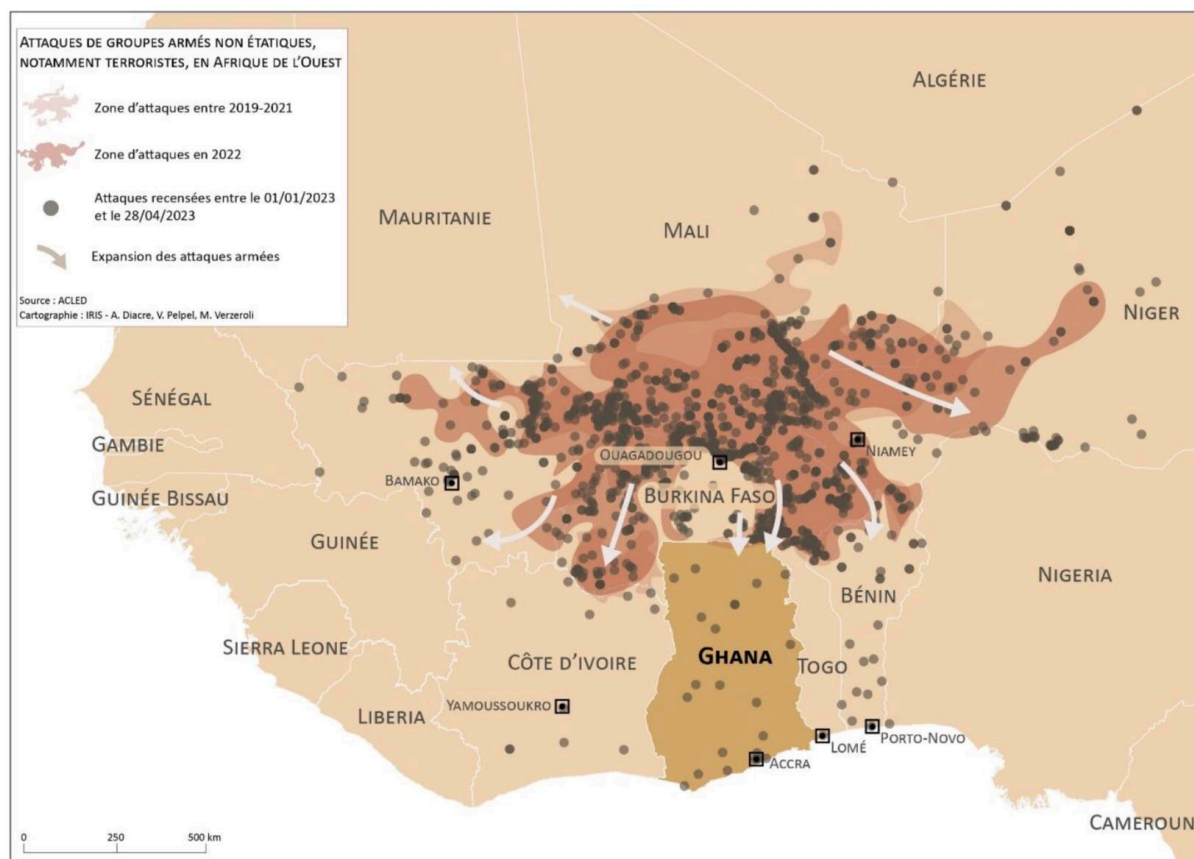 ATTAQUES DE GROUPES ARMÉS NON ÉTATIQUES,
NOTAMMENT TERRORISTES, EN AFRIQUE DE L'OUEST
Zone d'attaques entre 2019-2021
Zone d'attaques en 2022
Attaques recensées entre le 01/01/2023
et le 28/04/2023
Expansion des attaques armées
Source : ACLED
Cartographie : IRIS - A. Diacre, V. Pelpel, M. Verzeroli
ALGÉRIE
MAURITANIE
MALI
NIGER
SÉNÉGAL
GAMBIE
NIAMEY
OUAGADOUGOU
BAMAKO
GUINÉE BISSAU
BURKINA FASO
GUINÉE
NIGERIA
BÉNIN
SIERRA LEONE
CÔTE D'IVOIRE
GHANA
TOGO
YAMOUSSOUKRO
LIBERIA
PORTO-NOVO
LOMÉ
ACCRA
CAMEROUN
0 250 500 km